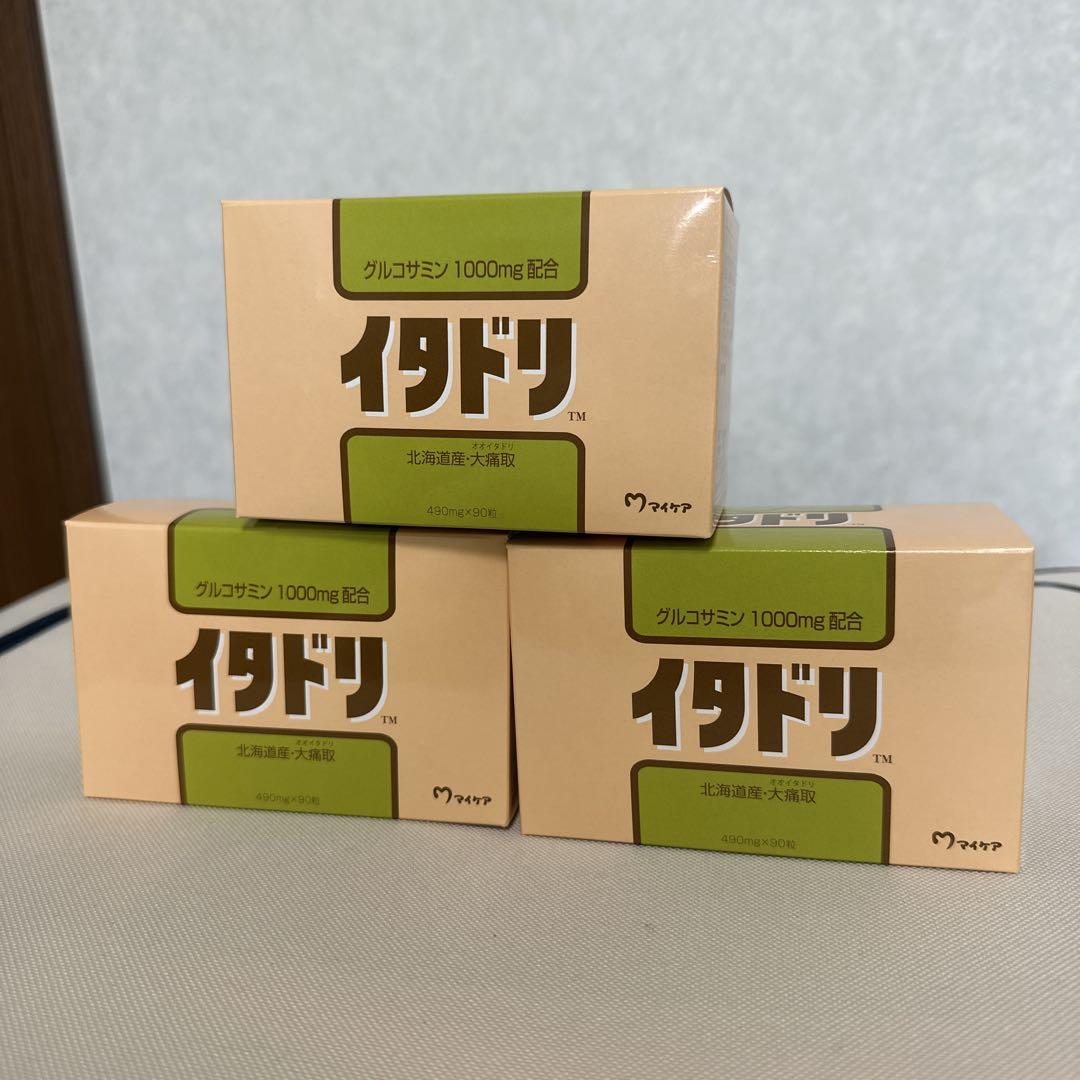 グルコサミン 1000mg 配合
イタドリ
TM
オオイタドリ
北海道産・大痛取
490mg×90粒
マイケア
グルコサミン 1000mg 配合
イタドリ
TM
オオイタドリ
北海道産・大痛取
490mg×90粒
マイケア
タドリ
グルコサミン 1000mg 配合
イタドリ
TM
オオイタドリ
北海道産・大痛取
490mg×90粒
マイケア